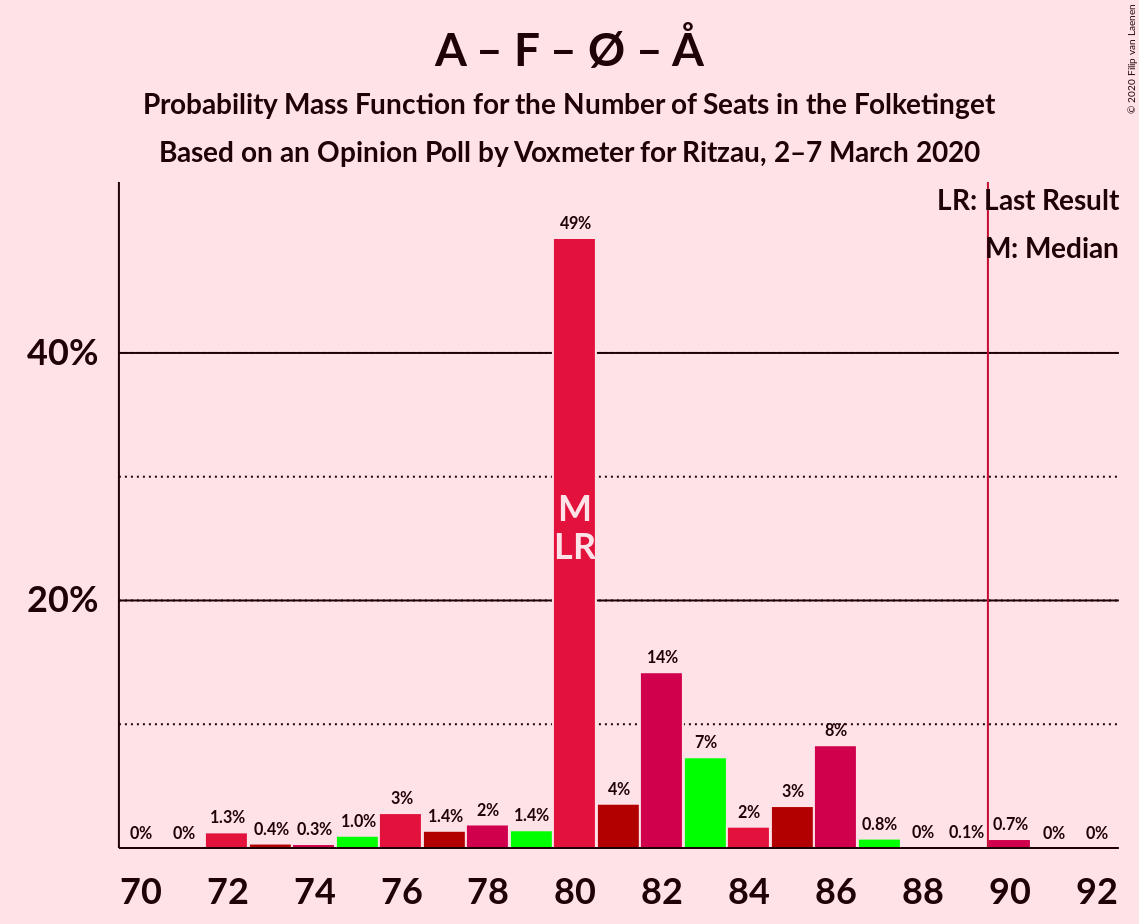 A – F – Ø – Å
Probability Mass Function for the Number of Seats in the Folketinget
Based on an Opinion Poll by Voxmeter for Ritzau, 2–7 March 2020
© 2020 Filip van Laenen
LR: Last Result
M: Median
40%
20%
0%
0%
1.3%
0.4%
0.3%
1.0%
3%
1.4%
2%
1.4%
49%
M
LR
4%
14%
7%
2%
3%
8%
0.8%
0%
0.1%
0.7%
0%
0%
70 72 74 76 78 80 82 84 86 88 90 92